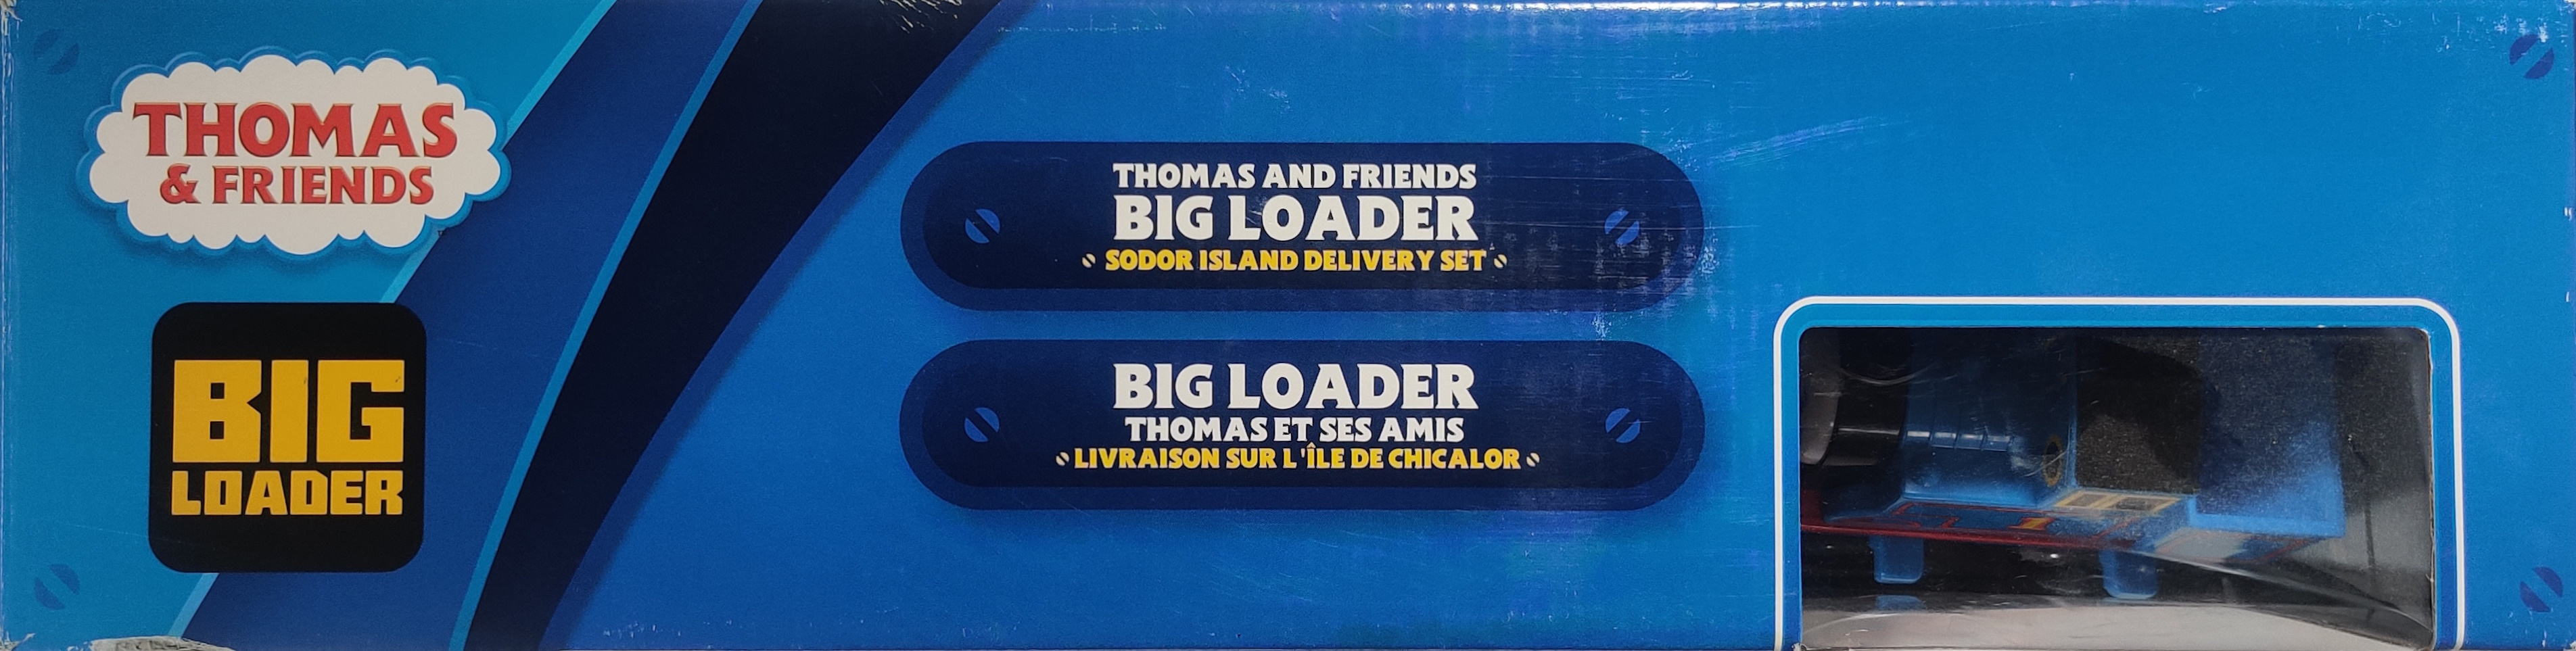 THOMAS
& FRIENDS
BIG
LOADER
THOMAS AND FRIENDS
BIG LOADER
SODOR ISLAND DELIVERY SET
BIG LOADER
THOMAS ET SES AMIS
LIVRAISON SUR L'ÎLE DE CHICALOR
1